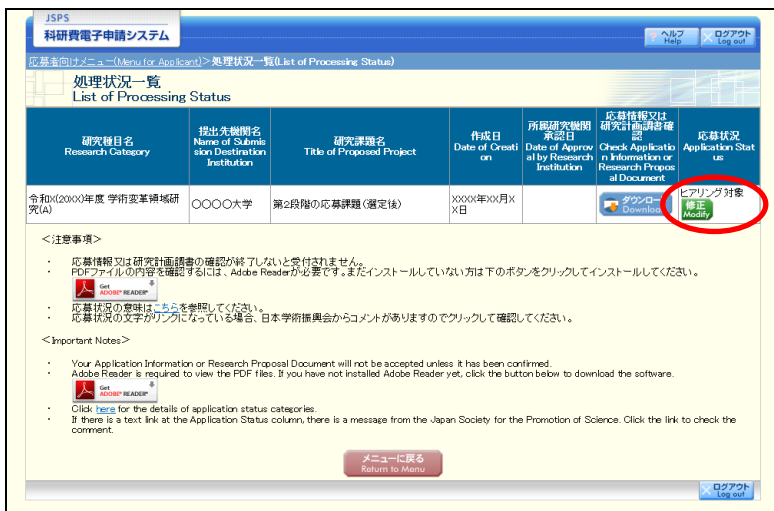 JSPS
科研費電子申請システム
ヘルプ
Help
ログアウト
Log out
応募者向けメニュー(Menu for Applicant)>処理状況一覧(List of Processing Status)
処理状況一覧
List of Processing Status
研究種目名
Research Category
提出先機関名
Name of Submis
sion Destination
Institution
研究課題名
Title of Proposed Project
作成日
Date of Creati
on
所属研究機関
承認日
Date of Approv
al by Research
Institution
応募情報又は
研究計画調書確
認
Check Applicatio
n Information or
Research Propos
al Document
応募状況
Application Stat
us
令和X(20XX)年度 学術変革領域研
究(A)
〇〇〇〇大学
第2段階の応募課題(選定後)
XXXX年XX月X
X日
ダウンロード
Download
ヒアリング対象
修正
Modify
<注意事項>
・ 応募情報又は研究計画調書の確認が終了しないと受付されません。
・ PDFファイルの内容を確認するには、Adobe Readerが必要です。まだインストールしていない方は下のボタンをクリックしてインストールしてください。
Get
ADOBE® READER®
・ 応募状況の意味はこちらを参照してください。
・ 応募状況の文字がリンクになっている場合、日本学術振興会からコメントがありますのでクリックして確認してください。
<Important Notes>
・ Your Application Information or Research Proposal Document will not be accepted unless it has been confirmed.
・ Adobe Reader is required to view the PDF files. If you have not installed Adobe Reader yet, click the button below to download the software.
Get
ADOBE® READER®
・ Click here for the details of application status categories.
・ If there is a text link at the Application Status column, there is a message from the Japan Society for the Promotion of Science. Click the link to check the
comment.
メニューに戻る
Return to Menu
ログアウト
Log out